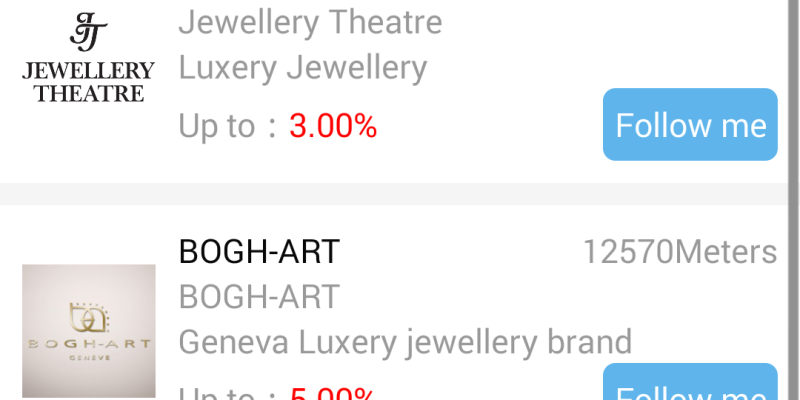 Jewellery Theatre
JEWELLERY
THEATRE
Luxery Jewellery
Up to : 3.00%
Follow me
BOGH-ART
12570Meters
BOGH-ART
BOGH-ART
GENEVE
Geneva Luxery jewellery brand
Up to : 5.00%
Follow me